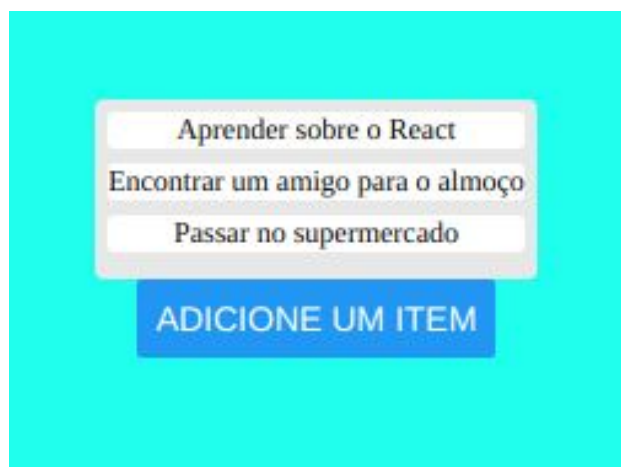 Aprender sobre o React
Encontrar um amigo para o almoço
Passar no supermercado
ADICIONE UM ITEM